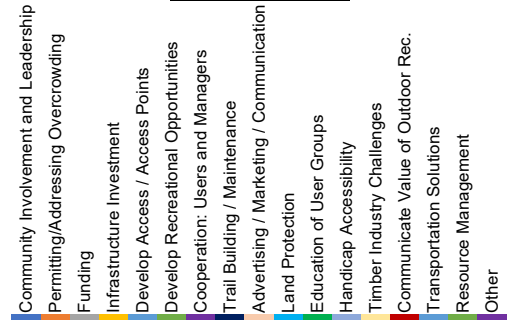 Community Involvement and Leadership
Permitting/Addressing Overcrowding
Funding
Infrastructure Investment
Develop Access / Access Points
Develop Recreational Opportunities
Cooperation: Users and Managers
Trail Building / Maintenance
Advertising / Marketing / Communication
Land Protection
Education of User Groups
Handicap Accessibility
Timber Industry Challenges
Communicate Value of Outdoor Rec.
Transportation Solutions
Resource Management
Other